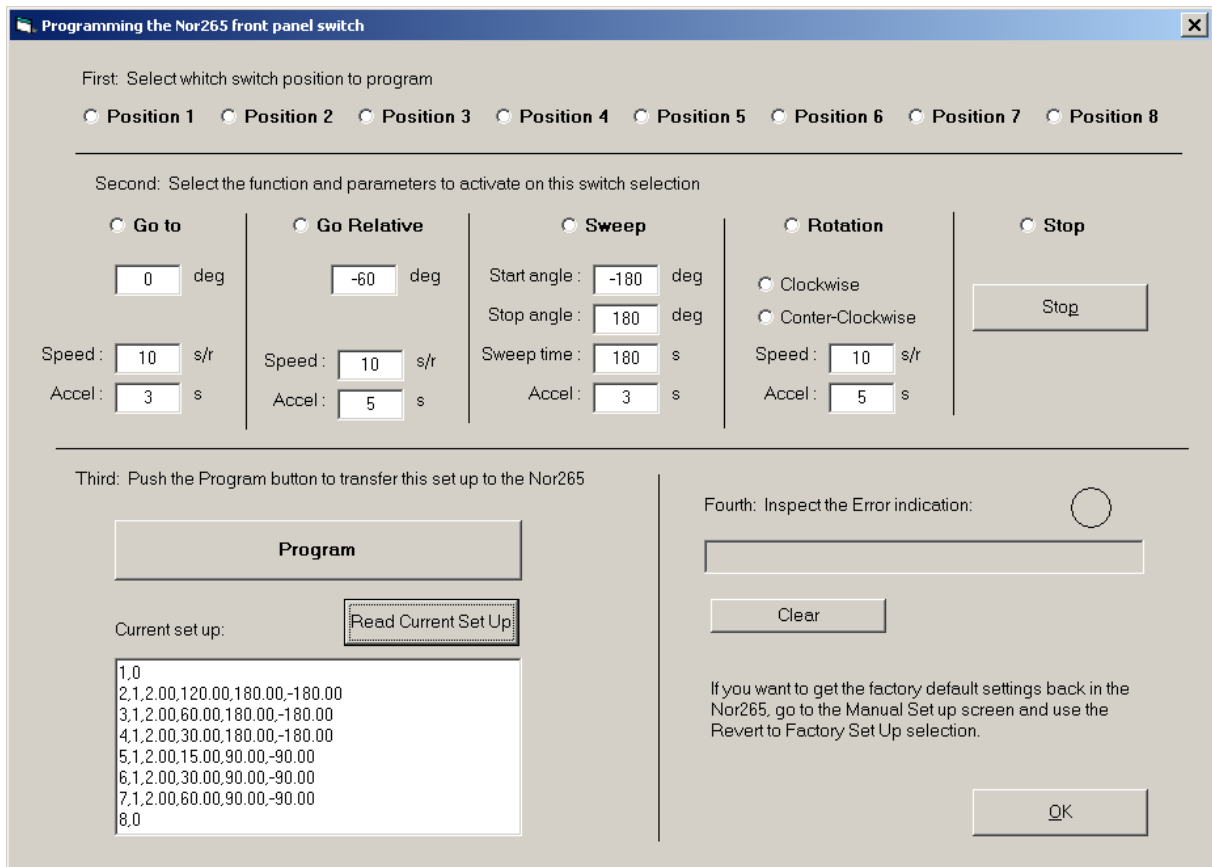 Programming the Nor265 front panel switch
First: Select whitch switch position to program
Position 1 Position 2 Position 3 Position 4 Position 5 Position 6 Position 7 Position 8
Second: Select the function and parameters to activate on this switch selection
Go to Go Relative Sweep Rotation Stop
0 deg -60 deg Start angle : -180 deg Clockwise Stop
Stop angle : 180 deg Conter-Clockwise
Speed : 10 s/r Speed : 10 s/r Sweep time : 180 s Speed : 10 s/r
Accel : 3 s Accel : 5 s Accel : 3 s Accel : 5 s
Third: Push the Program button to transfer this set up to the Nor265
Program
Current set up:
Read Current Set Up
1,0
2,1,2.00,120.00,180.00,-180.00
3,1,2.00,60.00,180.00,-180.00
4,1,2.00,30.00,180.00,-180.00
5,1,2.00,15.00,90.00,-90.00
6,1,2.00,30.00,90.00,-90.00
7,1,2.00,60.00,90.00,-90.00
8,0
Fourth: Inspect the Error indication:
Clear
If you want to get the factory default settings back in the
Nor265, go to the Manual Set up screen and use the
Revert to Factory Set Up selection.
OK